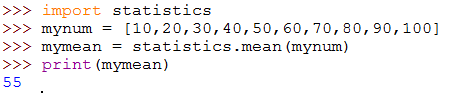 >>> import statistics
>>> mynum = [10,20,30,40,50,60,70,80,90,100]
>>> mymean = statistics.mean(mynum)
>>> print(mymean)
55